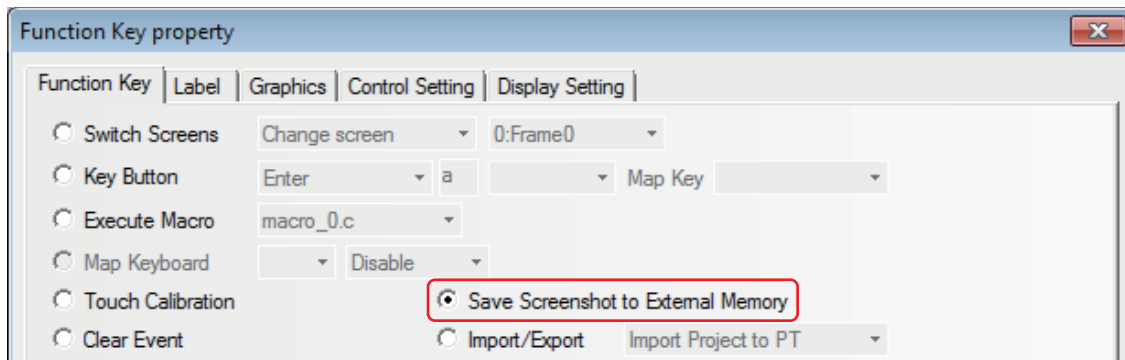 Function Key property
Function Key Label Graphics Control Setting Display Setting
Switch Screens Change screen 0:Frame0
Key Button Enter a Map Key
Execute Macro macro_0.c
Map Keyboard Disable
Touch Calibration Save Screenshot to External Memory
Clear Event Import/Export Import Project to PT